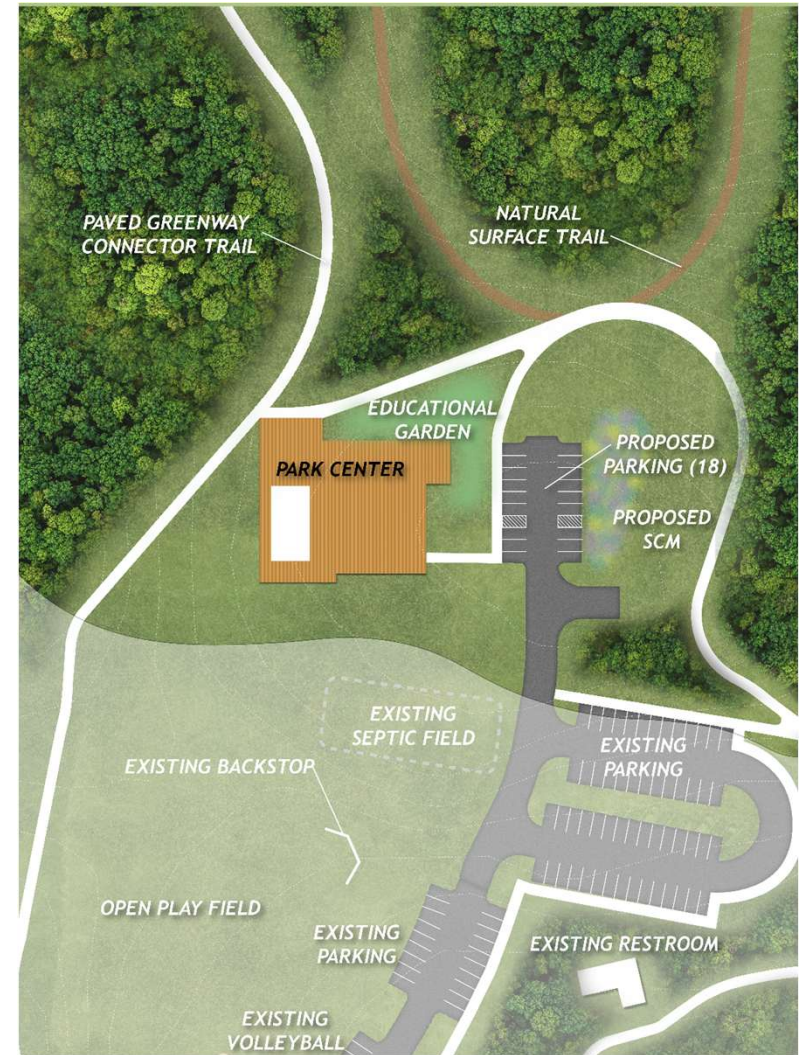 PAVED GREENWAY
CONNECTOR TRAIL
NATURAL
SURFACE TRAIL
EDUCATIONAL
GARDEN
PARK CENTER
PROPOSED
PARKING (18)
PROPOSED
SCM
EXISTING
SEPTIC FIELD
EXISTING
PARKING
EXISTING BACKSTOP
OPEN PLAY FIELD
EXISTING
PARKING
EXISTING RESTROOM
EXISTING
VOLLEYBALL